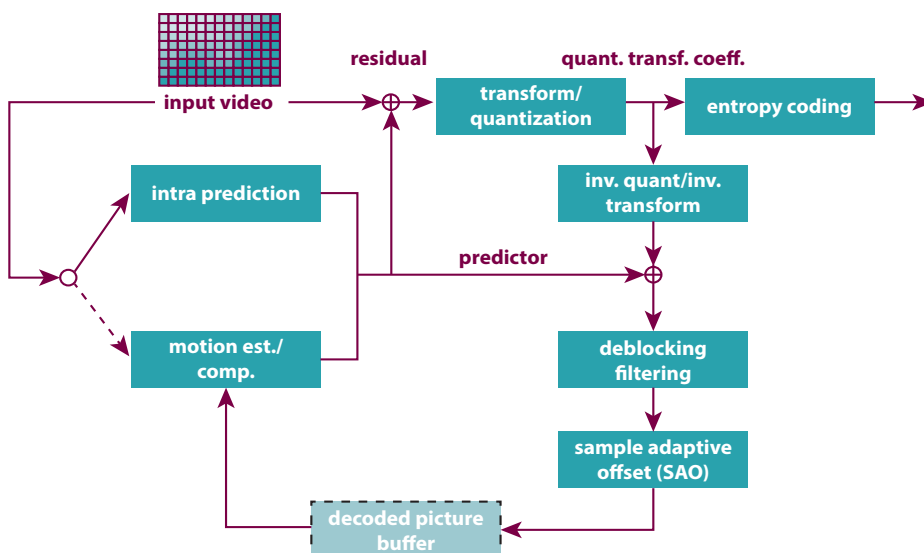 residual
quant. transf. coeff.
input video
transform/
quantization
entropy coding
intra prediction
inv. quant/inv.
transform
predictor
motion est./
comp.
deblocking
filtering
sample adaptive
offset (SAO)
decoded picture
buffer